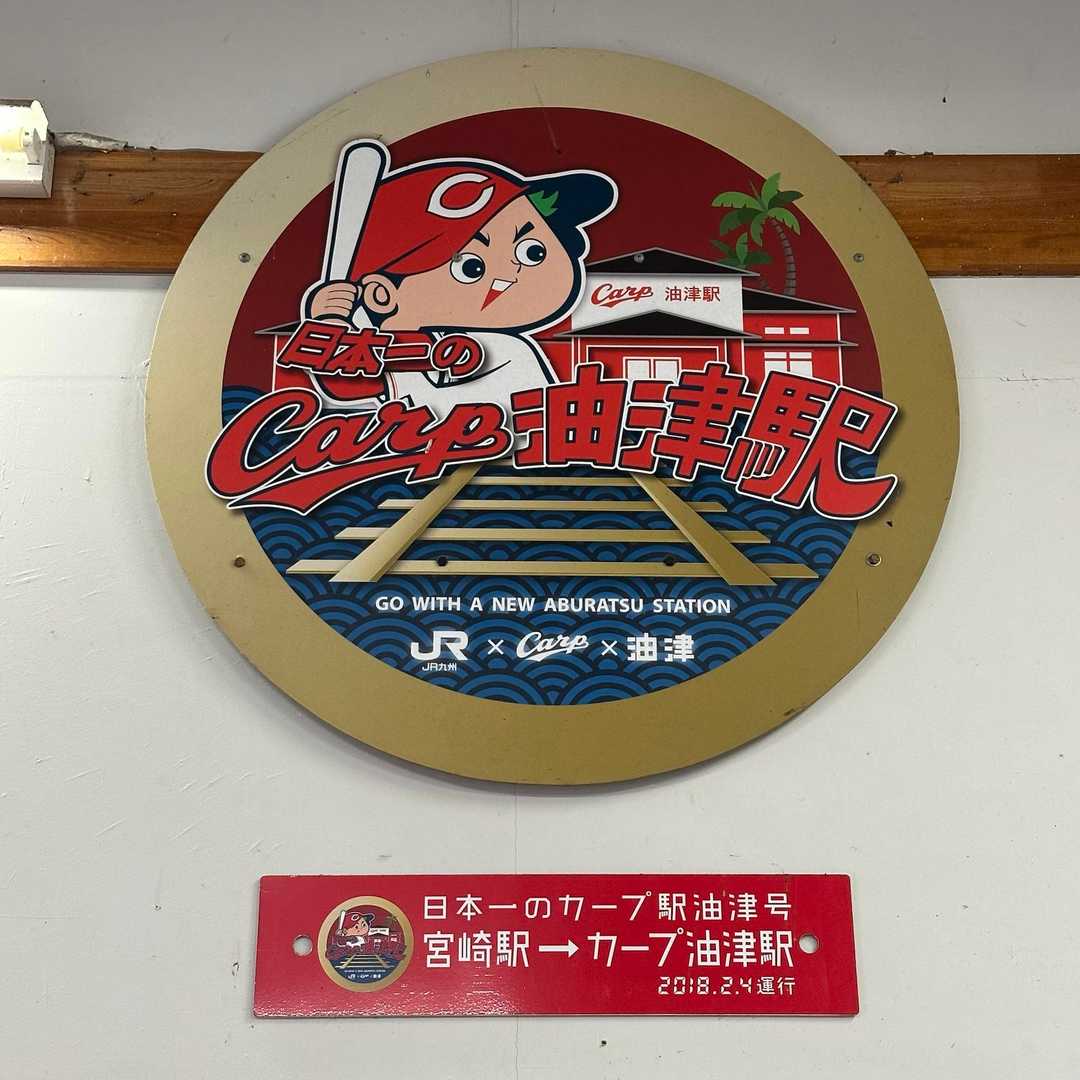 C
Carp 油津駅
日本一の
Carp油津駅
GO WITH A NEW ABURATSU STATION
JR × Carp × 油津
JR九州
日本一のカープ駅油津号
宮崎駅→カープ油津駅
2018.2.4運行